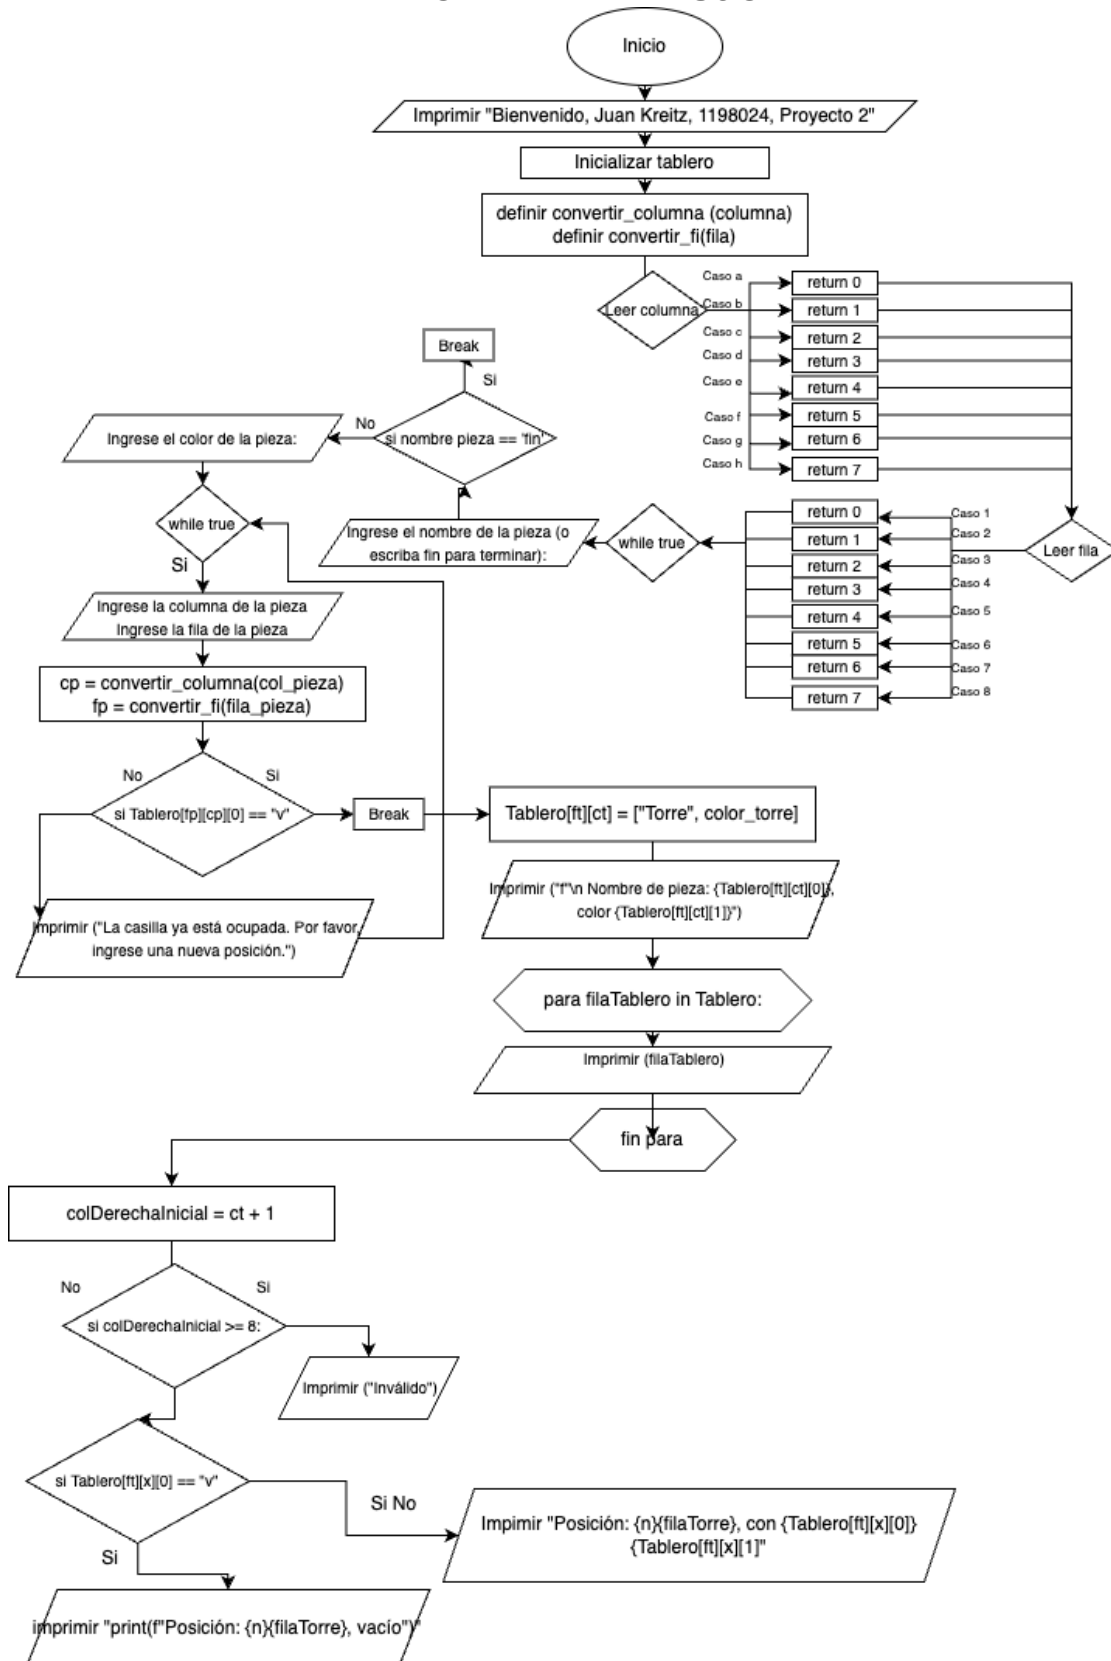 Inicio
Imprimir "Bienvenido, Juan Kreitz, 1198024, Proyecto 2"
Inicializar tablero
definir convertir_columna (columna)
definir convertir_fi(fila)
Leer columna
Caso a
return 0
Caso b
return 1
Caso c
return 2
Caso d
return 3
Caso e
return 4
Caso f
return 5
Caso g
return 6
Caso h
return 7
Leer fila
Caso 1
return 0
Caso 2
return 1
Caso 3
return 2
Caso 4
return 3
Caso 5
return 4
Caso 6
return 5
Caso 7
return 6
Caso 8
return 7
while true
Ingrese el nombre de la pieza (o
escriba fin para terminar):
si nombre pieza == 'fin'
Si
Break
No
Ingrese el color de la pieza:
while true
Si
Ingrese la columna de la pieza
Ingrese la fila de la pieza
cp = convertir_columna(col_pieza)
fp = convertir_fi(fila_pieza)
No
Si
si Tablero[fp][cp][0] == "v"
Break
Imprimir ("La casilla ya está ocupada. Por favor,
ingrese una nueva posición.")
Tablero[ft][ct] = ["Torre", color_torre]
Imprimir ("f"\n Nombre de pieza: {Tablero[ft][ct][0]},
color {Tablero[ft][ct][1]}")
para filaTablero in Tablero:
Imprimir (filaTablero)
fin para
colDerechaInicial = ct + 1
No
Si
si colDerechaInicial >= 8:
Imprimir ("Inválido")
si Tablero[ft][x][0] == "v"
Si No
Impimir "Posición: {n}{filaTorre}, con {Tablero[ft][x][0]}
{Tablero[ft][x][1]"
Si
imprimir "print(f"Posición: {n}{filaTorre}, vacío")"